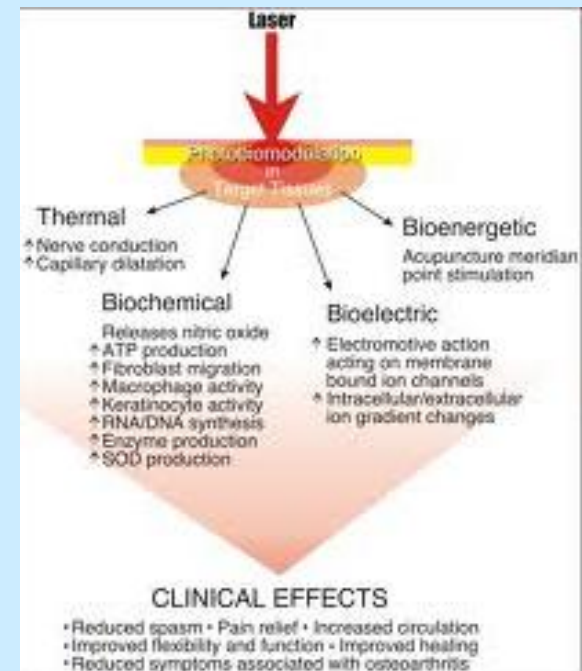 Laser
Photobiomodulation
in
Target Tissues
Thermal
↑Nerve conduction
↑Capillary dilatation
Bioenergetic
Acupuncture meridian
point stimulation
Biochemical
Releases nitric oxide
↑ATP production
↑Fibroblast migration
↑Macrophage activity
↑Keratinocyte activity
↑RNA/DNA synthesis
↑Enzyme production
↑SOD production
Bioelectric
↑Electromotive action
acting on membrane
bound ion channels
↑Intracellular/extracellular
ion gradient changes
CLINICAL EFFECTS
•Reduced spasm • Pain relief • Increased circulation
•Improved flexibility and function • Improved healing
•Reduced symptoms associated with osteoarthritis